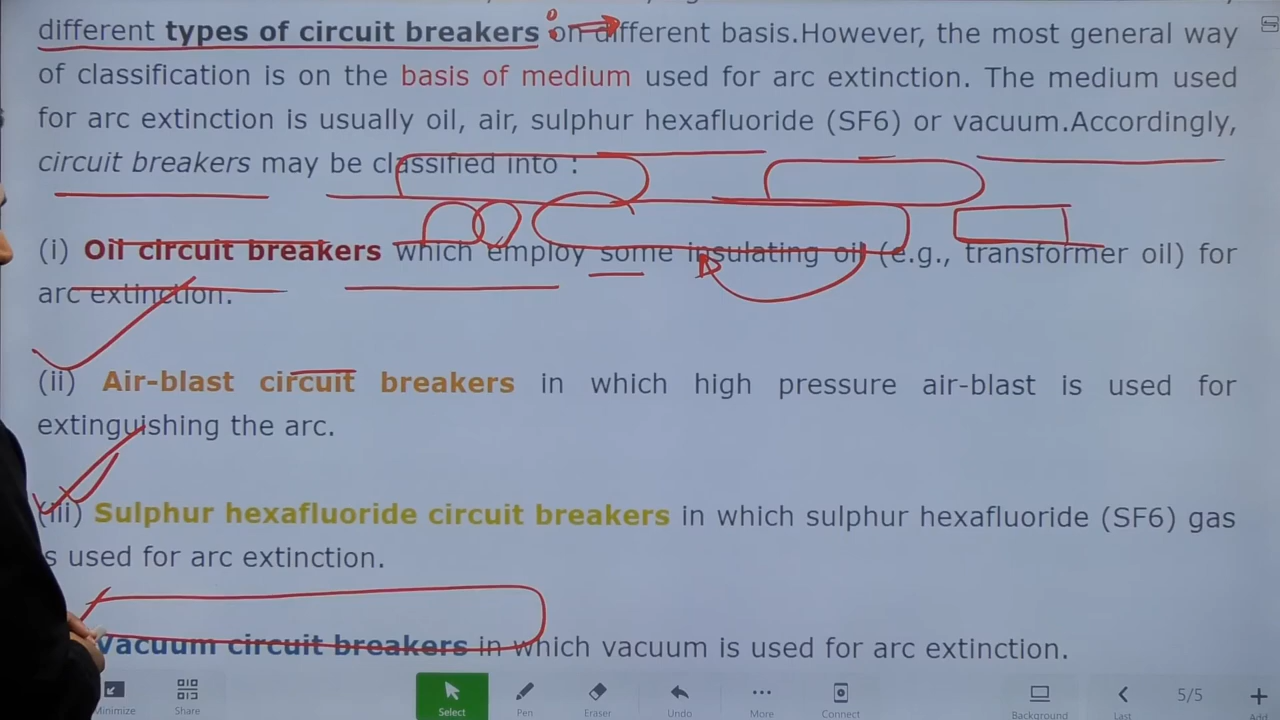 different types of circuit breakers on different basis.However, the most general way
of classification is on the basis of medium used for arc extinction. The medium used
for arc extinction is usually oil, air, sulphur hexafluoride (SF6) or vacuum.Accordingly,
circuit breakers may be classified into :
(i) Oil circuit breakers which employ some insulating oil (e.g., transformer oil) for
arc extinction.
(ii) Air-blast circuit breakers in which high pressure air-blast is used for
extinguishing the arc.
(iii) Sulphur hexafluoride circuit breakers in which sulphur hexafluoride (SF6) gas
is used for arc extinction.
Vacuum circuit breakers in which vacuum is used for arc extinction.
Minimize Share Select Pen Eraser Undo More Connect Background Last 5/5 Add